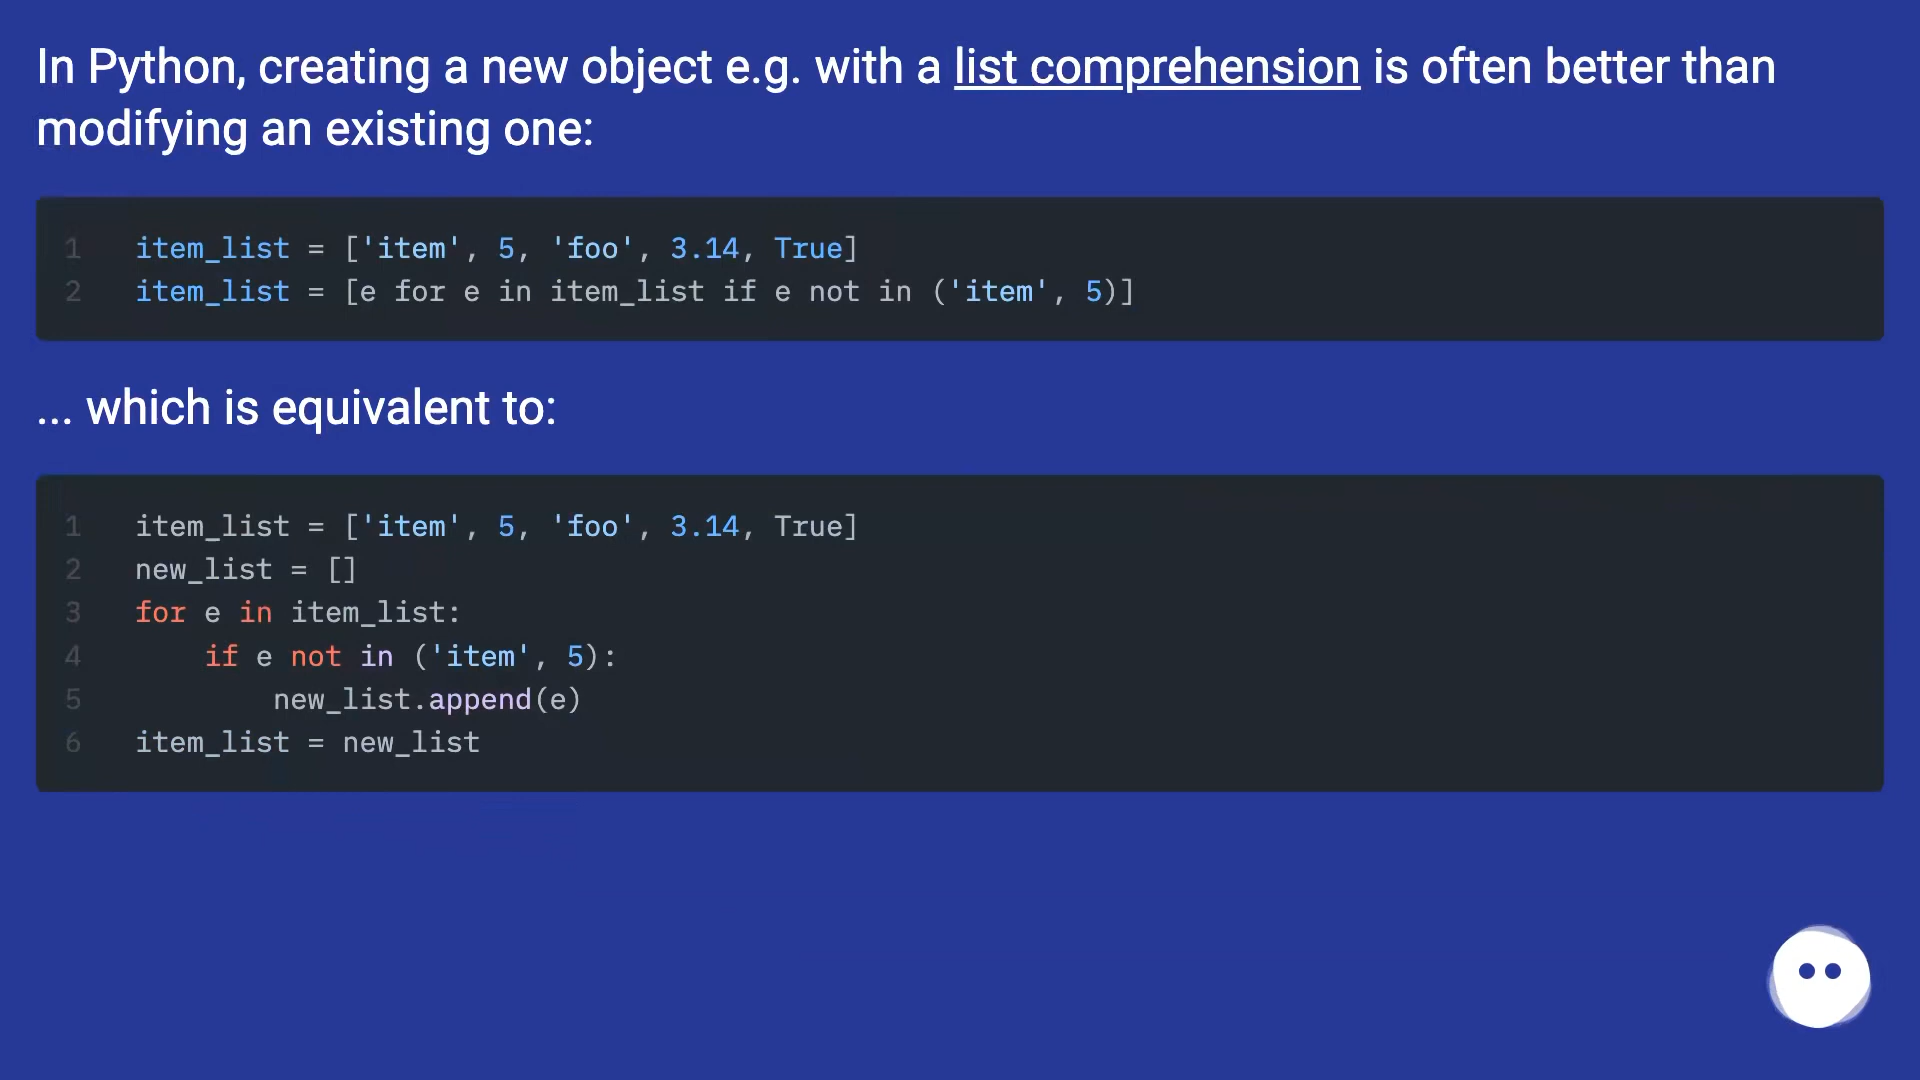 In Python, creating a new object e.g. with a list comprehension is often better than
modifying an existing one:
1 item_list = ['item', 5, 'foo', 3.14, True]
2 item_list = [e for e in item_list if e not in ('item', 5)]
... which is equivalent to:
1 item_list = ['item', 5, 'foo', 3.14, True]
2 new_list = []
3 for e in item_list:
4     if e not in ('item', 5):
5         new_list.append(e)
6 item_list = new_list